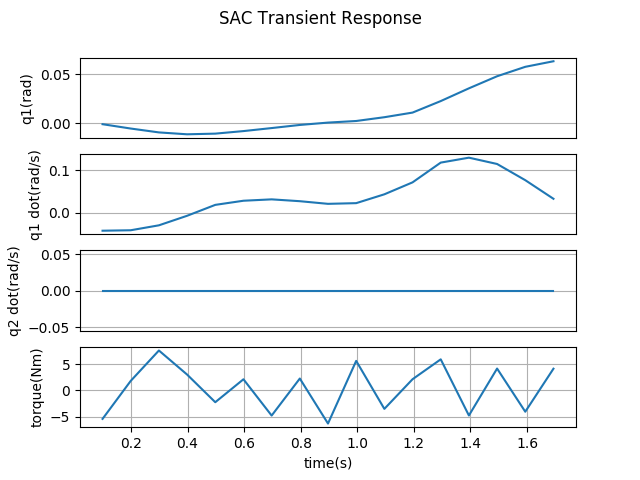 SAC Transient Response
q1(rad)
0.05
0.00
q1 dot(rad/s)
0.1
0.0
q2 dot(rad/s)
0.05
0.00
−0.05
torque(Nm)
5
0
−5
0.2 0.4 0.6 0.8 1.0 1.2 1.4 1.6
time(s)